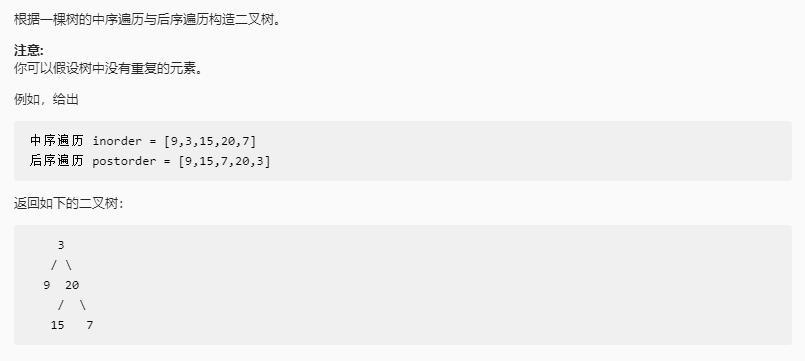 根据一棵树的中序遍历与后序遍历构造二叉树。
注意:
你可以假设树中没有重复的元素。
例如，给出
中序遍历 inorder = [9,3,15,20,7]
后序遍历 postorder = [9,15,7,20,3]
返回如下的二叉树：
3
/ \
9  20
/  \
15   7